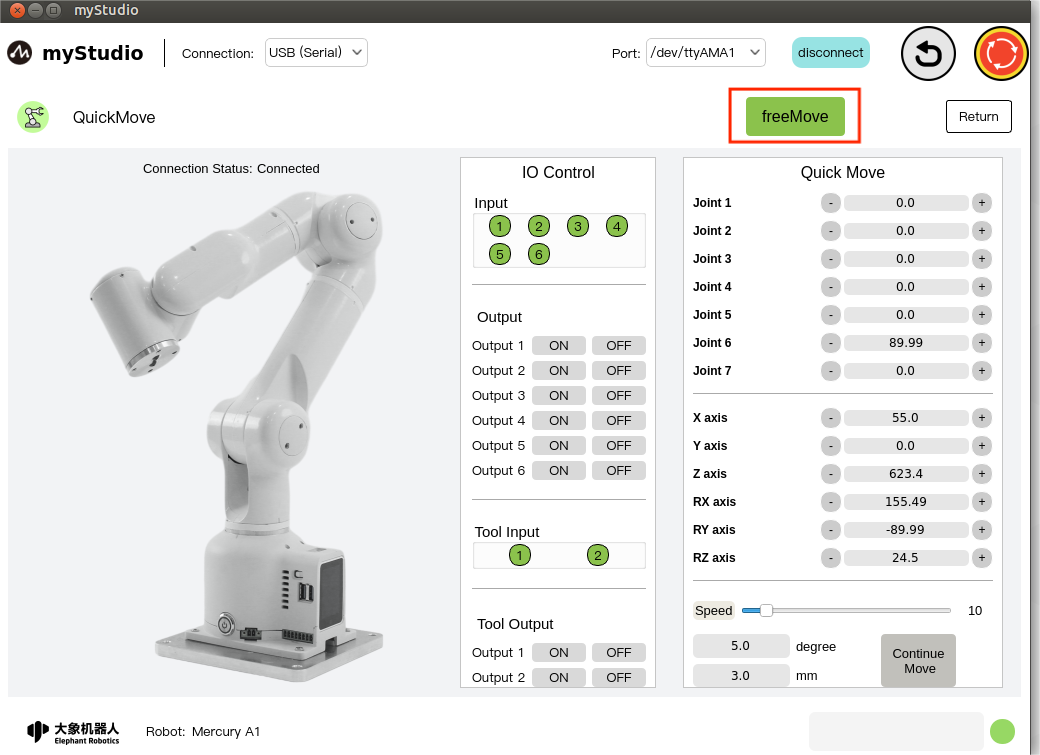 myStudio
myStudio
Connection:
USB (Serial)
Port:
/dev/ttyAMA1
disconnect
QuickMove
freeMove
Return
Connection Status: Connected
IO Control
Input
1 2 3 4
5 6
Output
Output 1 ON OFF
Output 2 ON OFF
Output 3 ON OFF
Output 4 ON OFF
Output 5 ON OFF
Output 6 ON OFF
Tool Input
1 2
Tool Output
Output 1 ON OFF
Output 2 ON OFF
Quick Move
Joint 1 - 0.0 +
Joint 2 - 0.0 +
Joint 3 - 0.0 +
Joint 4 - 0.0 +
Joint 5 - 0.0 +
Joint 6 - 89.99 +
Joint 7 - 0.0 +
X axis - 55.0 +
Y axis - 0.0 +
Z axis - 623.4 +
RX axis - 155.49 +
RY axis - -89.99 +
RZ axis - 24.5 +
Speed 10
5.0 degree
3.0 mm
Continue
Move
大象机器人
Elephant Robotics
Robot: Mercury A1